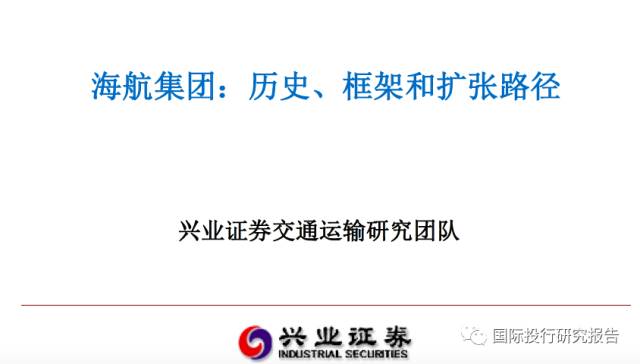 海航集团：历史、框架和扩张路径
兴业证券交通运输研究团队
兴业证券
INDUSTRIAL SECURITIES
国际投行研究报告